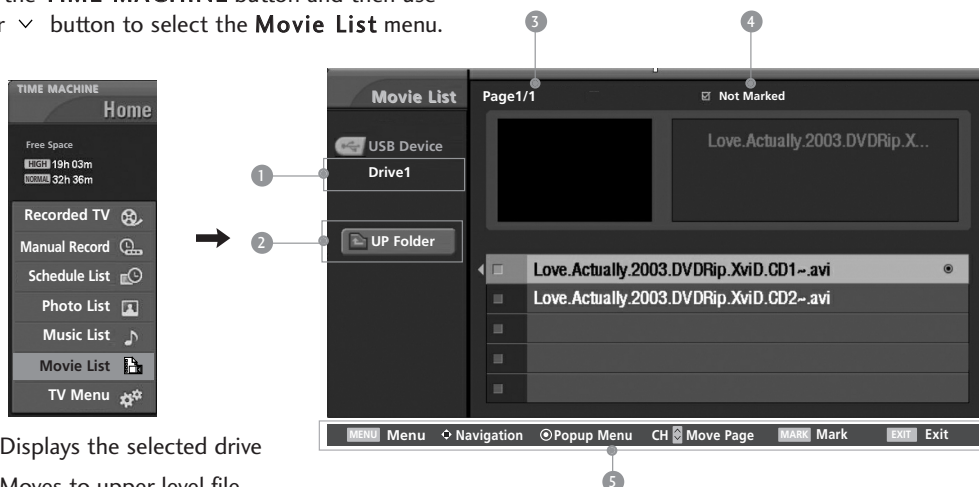 the TIME MACHINE button and then use
r ∨ button to select the Movie List menu.
3
4
TIME MACHINE
Home
Free Space
HIGH 19h 03m
NORMAL 32h 36m
Recorded TV
Manual Record
Schedule List
Photo List
Music List
Movie List
TV Menu
1
2
Movie List
USB Device
Drive1
UP Folder
Page1/1
Not Marked
Love.Actually.2003.DVDRip.X...
Love.Actually.2003.DVDRip.XviD.CD1~.avi
Love.Actually.2003.DVDRip.XviD.CD2~.avi
MENU Menu Navigation Popup Menu CH Move Page MARK Mark EXIT Exit
5
Displays the selected drive
Moves to upper level file